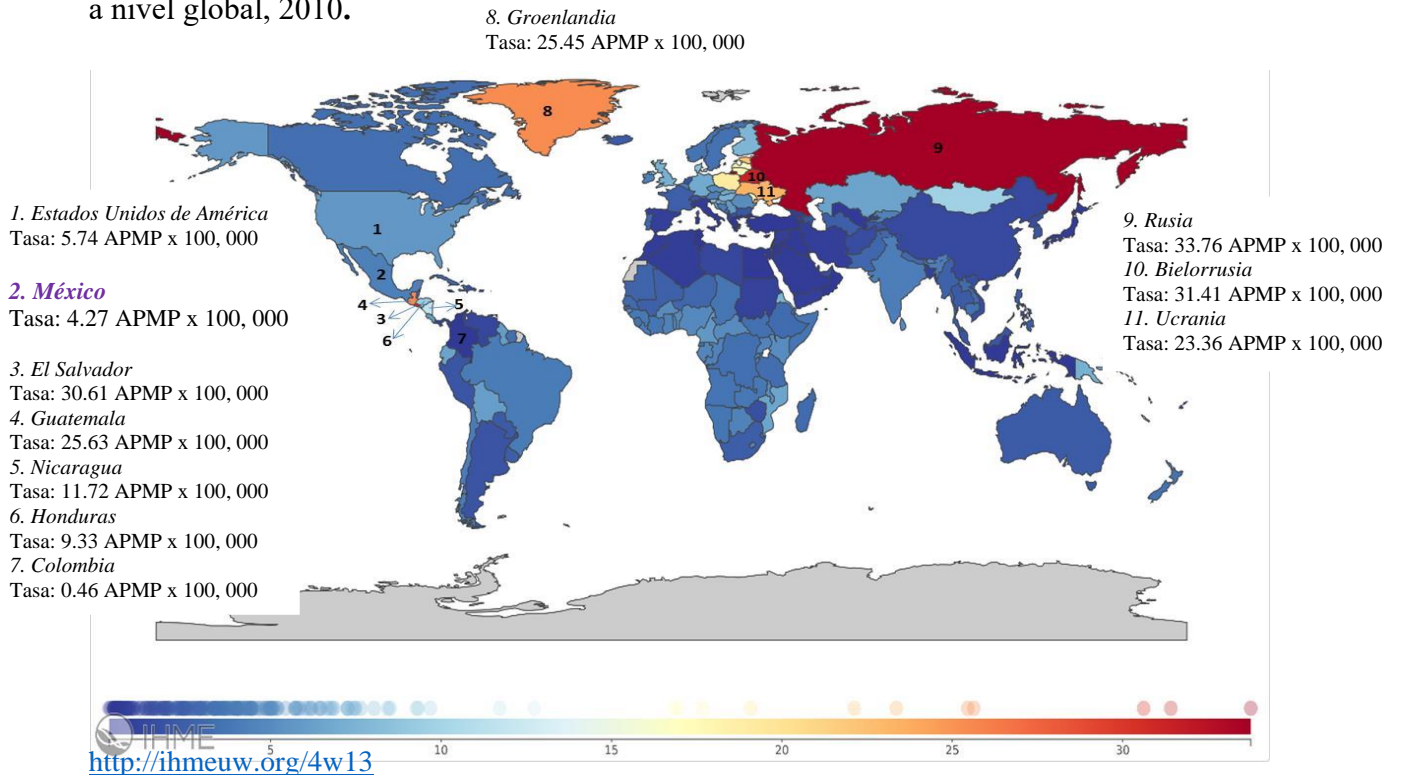 a nivel global, 2010.
8. Groenlandia
Tasa: 25.45 APMP x 100, 000
1. Estados Unidos de América
Tasa: 5.74 APMP x 100, 000
2. México
Tasa: 4.27 APMP x 100, 000
3. El Salvador
Tasa: 30.61 APMP x 100, 000
4. Guatemala
Tasa: 25.63 APMP x 100, 000
5. Nicaragua
Tasa: 11.72 APMP x 100, 000
6. Honduras
Tasa: 9.33 APMP x 100, 000
7. Colombia
Tasa: 0.46 APMP x 100, 000
8
9
10
11
1
2
4
5
3
6
7
9. Rusia
Tasa: 33.76 APMP x 100, 000
10. Bielorrusia
Tasa: 31.41 APMP x 100, 000
11. Ucrania
Tasa: 23.36 APMP x 100, 000
IHME
5 10 15 20 25 30
http://ihmeuw.org/4w13